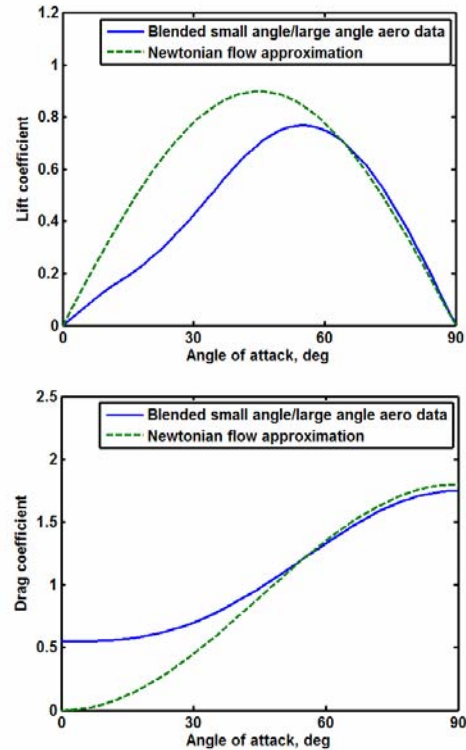 1.2
1
0.8
0.6
0.4
0.2
0
Lift coefficient
Blended small angle/large angle aero data
Newtonian flow approximation
0 30 60 90
Angle of attack, deg
2.5
2
1.5
1
0.5
0
Drag coefficient
Blended small angle/large angle aero data
Newtonian flow approximation
0 30 60 90
Angle of attack, deg